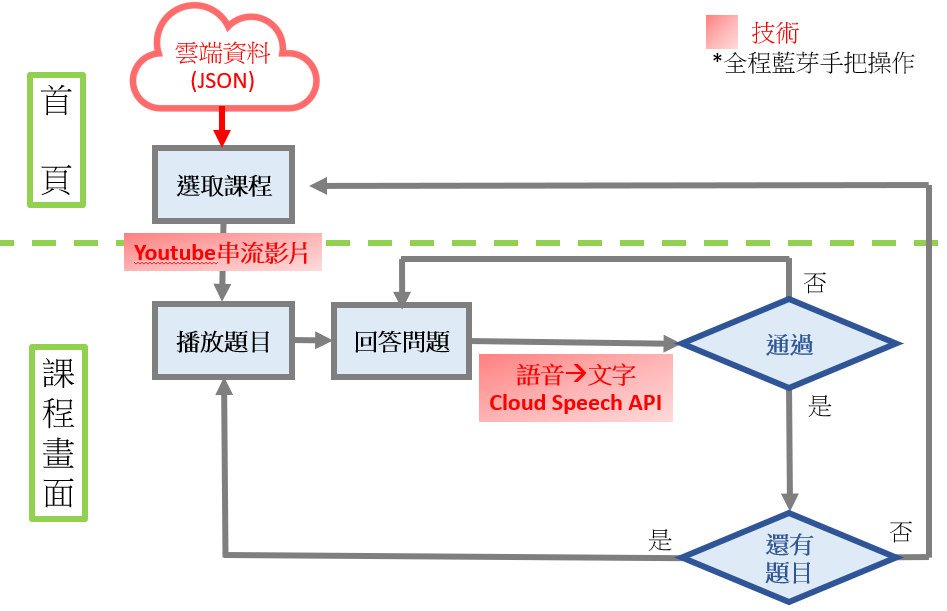 雲端資料
(JSON)
技術
*全程藍芽手把操作
首
頁
選取課程
Youtube串流影片
播放題目
回答問題
否
通過
語音→文字
Cloud Speech API
是
課
程
畫
面
是
還有
題目
否